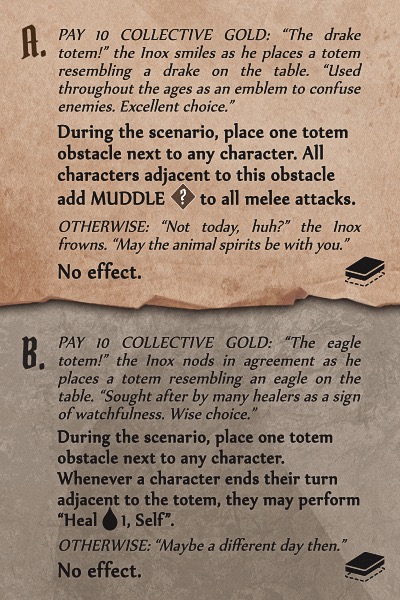 A. PAY 10 COLLECTIVE GOLD: “The drake
totem!” the Inox smiles as he places a totem
resembling a drake on the table. “Used
throughout the ages as an emblem to confuse
enemies. Excellent choice.”
During the scenario, place one totem
obstacle next to any character. All
characters adjacent to this obstacle
add MUDDLE ? to all melee attacks.
OTHERWISE: “Not today, huh?” the Inox
frowns. “May the animal spirits be with you.”
No effect.
B. PAY 10 COLLECTIVE GOLD: “The eagle
totem!” the Inox nods in agreement as he
places a totem resembling an eagle on the
table. “Sought after by many healers as a sign
of watchfulness. Wise choice.”
During the scenario, place one totem
obstacle next to any character.
Whenever a character ends their turn
adjacent to the totem, they may perform
“Heal 1, Self”.
OTHERWISE: “Maybe a different day then.”
No effect.